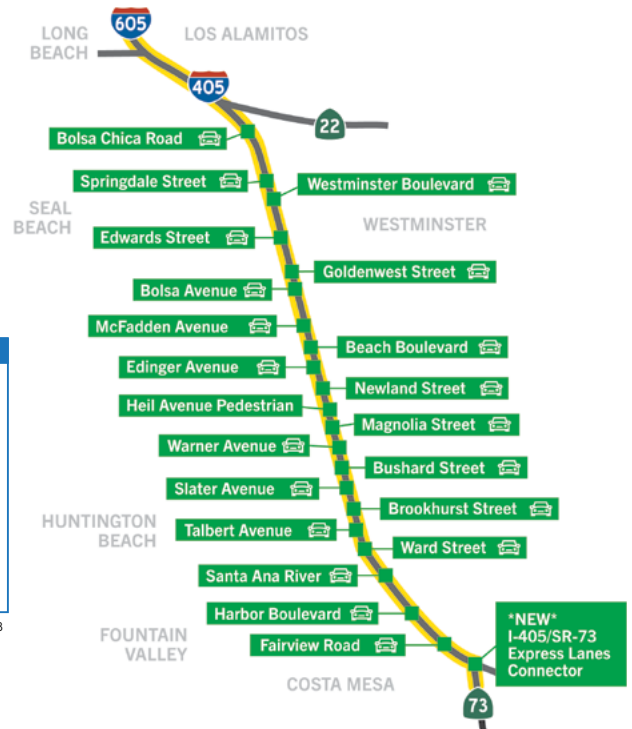 605
LONG
BEACH
LOS ALAMITOS
405
22
Bolsa Chica Road
Springdale Street
Westminster Boulevard
SEAL
BEACH
WESTMINSTER
Edwards Street
Goldenwest Street
Bolsa Avenue
McFadden Avenue
Beach Boulevard
Edinger Avenue
Newland Street
Heil Avenue Pedestrian
Magnolia Street
Warner Avenue
Bushard Street
Slater Avenue
Brookhurst Street
HUNTINGTON
BEACH
Talbert Avenue
Ward Street
Santa Ana River
Harbor Boulevard
*NEW*
I-405/SR-73
Express Lanes
Connector
FOUNTAIN
VALLEY
Fairview Road
COSTA MESA
73